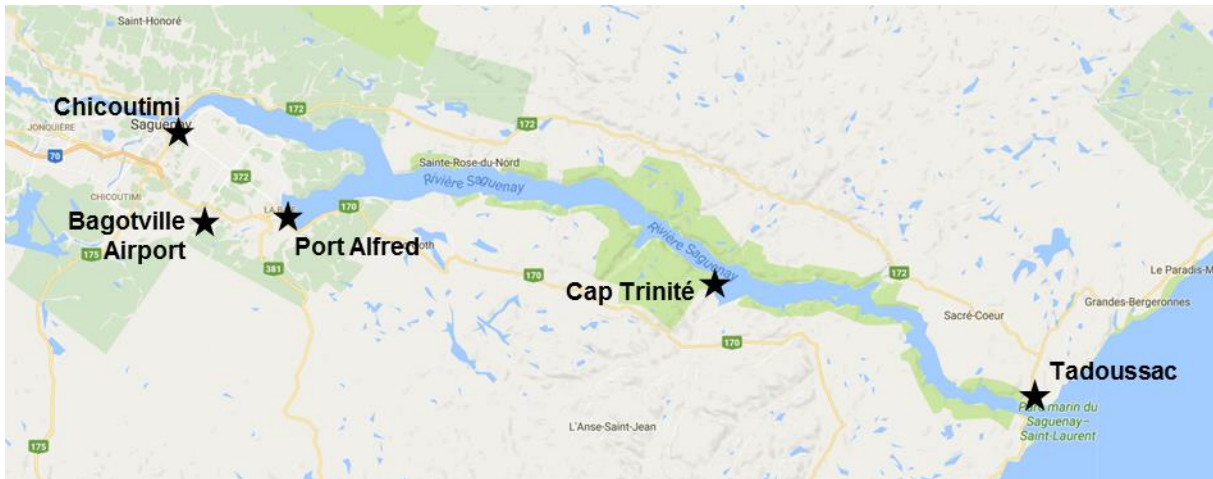 Saint-Honoré
Chicoutimi
Saguenay
JONQUIÈRE
172
70
372
172
Sainte-Rose-du-Nord
Rivière Saguenay
CHICOUTIMI
LA BAIE
170
Bagotville
Airport
Port Alfred
175
381
Rivière Saguenay
170
Cap Trinité
172
Le Paradis-M
Grandes-Bergeronnes
Sacré-Coeur
170
Tadoussac
Parc marin du
Saguenay–
Saint-Laurent
L'Anse-Saint-Jean
175